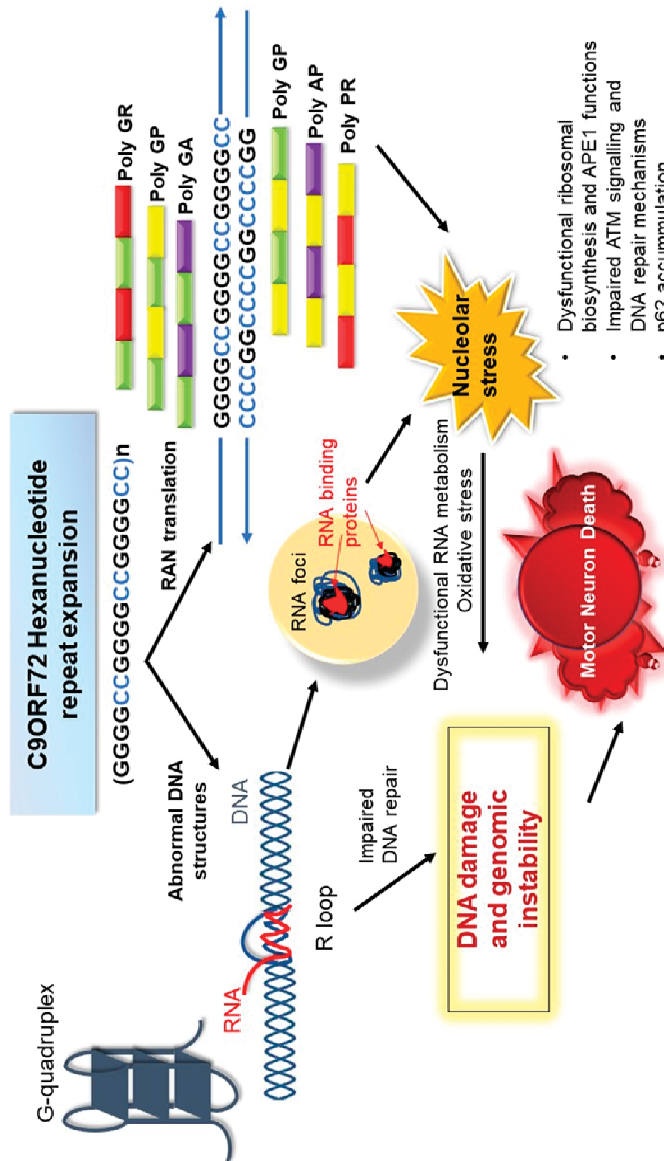 C9ORF72 Hexanucleotide
repeat expansion
(GGGGCCGGGGCCGGGGCC)n
Abnormal DNA
structures
RAN translation
G-quadruplex
RNA
DNA
R loop
Poly GR
Poly GP
Poly GA
GGGGCCGGGGCCGGGGCC
CCCCGGCCCCGGCCCCGG
Poly GP
Poly AP
Poly PR
RNA foci
RNA binding
proteins
Nucleolar
stress
Impaired
DNA repair
Dysfunctional RNA metabolism
Oxidative stress
DNA damage
and genomic
instability
Motor Neuron Death
• Dysfunctional ribosomal
biosynthesis and APE1 functions
• Impaired ATM signalling and
DNA repair mechanisms
• p62 accummulation